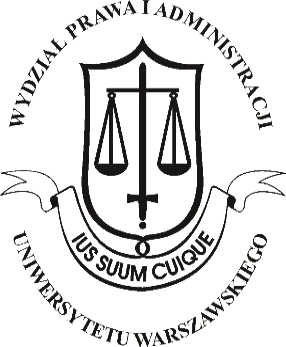 WYDZIAŁ PRAWA I ADMINISTRACJI
IUS SUUM CUIQUE
UNIWERSYTETU WARSZAWSKIEGO